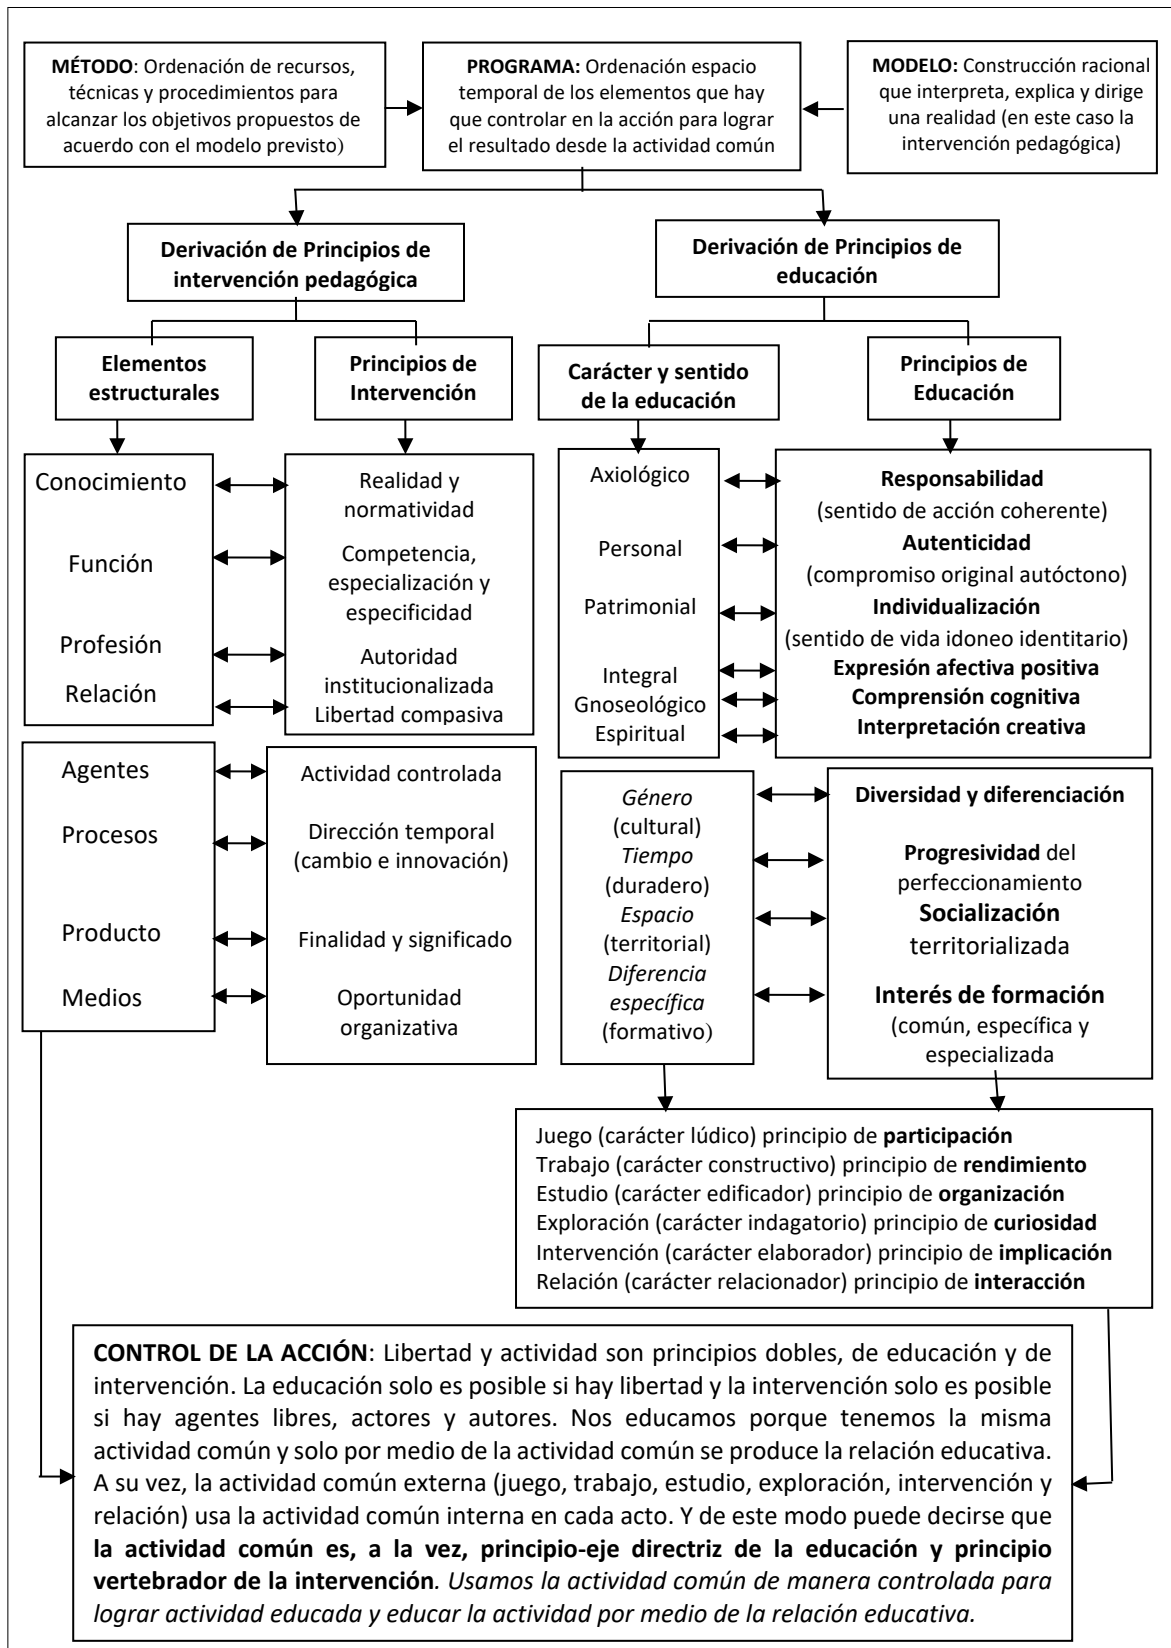 MÉTODO: Ordenación de recursos,
técnicas y procedimientos para
alcanzar los objetivos propuestos de
acuerdo con el modelo previsto)
PROGRAMA: Ordenación espacio
temporal de los elementos que hay
que controlar en la acción para lograr
el resultado desde la actividad común
MODELO: Construcción racional
que interpreta, explica y dirige
una realidad (en este caso la
intervención pedagógica)
Derivación de Principios de
intervención pedagógica
Derivación de Principios de
educación
Elementos
estructurales
Principios de
Intervención
Carácter y sentido
de la educación
Principios de
Educación
Conocimiento
Función
Profesión
Relación
Realidad y
normatividad
Competencia,
especialización y
especificidad
Autoridad
institucionalizada
Libertad compasiva
Axiológico
Personal
Patrimonial
Integral
Gnoseológico
Espiritual
Responsabilidad
(sentido de acción coherente)
Autenticidad
(compromiso original autóctono)
Individualización
(sentido de vida idoneo identitario)
Expresión afectiva positiva
Comprensión cognitiva
Interpretación creativa
Agentes
Procesos
Producto
Medios
Actividad controlada
Dirección temporal
(cambio e innovación)
Finalidad y significado
Oportunidad
organizativa
Género
(cultural)
Tiempo
(duradero)
Espacio
(territorial)
Diferencia
específica
(formativo)
Diversidad y diferenciación
Progresividad del
perfeccionamiento
Socialización
territorializada
Interés de formación
(común, específica y
especializada
Juego (carácter lúdico) principio de participación
Trabajo (carácter constructivo) principio de rendimiento
Estudio (carácter edificador) principio de organización
Exploración (carácter indagatorio) principio de curiosidad
Intervención (carácter elaborador) principio de implicación
Relación (carácter relacionador) principio de interacción
CONTROL DE LA ACCIÓN: Libertad y actividad son principios dobles, de educación y de
intervención. La educación solo es posible si hay libertad y la intervención solo es posible
si hay agentes libres, actores y autores. Nos educamos porque tenemos la misma
actividad común y solo por medio de la actividad común se produce la relación educativa.
A su vez, la actividad común externa (juego, trabajo, estudio, exploración, intervención y
relación) usa la actividad común interna en cada acto. Y de este modo puede decirse que
la actividad común es, a la vez, principio-eje directriz de la educación y principio
vertebrador de la intervención. Usamos la actividad común de manera controlada para
lograr actividad educada y educar la actividad por medio de la relación educativa.